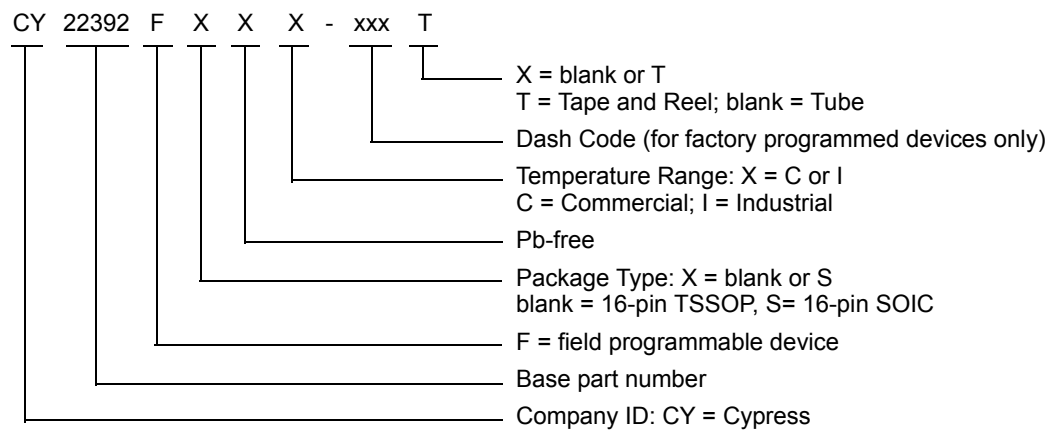 CY 22392 F X X X - xxx T
X = blank or T
T = Tape and Reel; blank = Tube
Dash Code (for factory programmed devices only)
Temperature Range: X = C or I
C = Commercial; I = Industrial
Pb-free
Package Type: X = blank or S
blank = 16-pin TSSOP, S= 16-pin SOIC
F = field programmable device
Base part number
Company ID: CY = Cypress